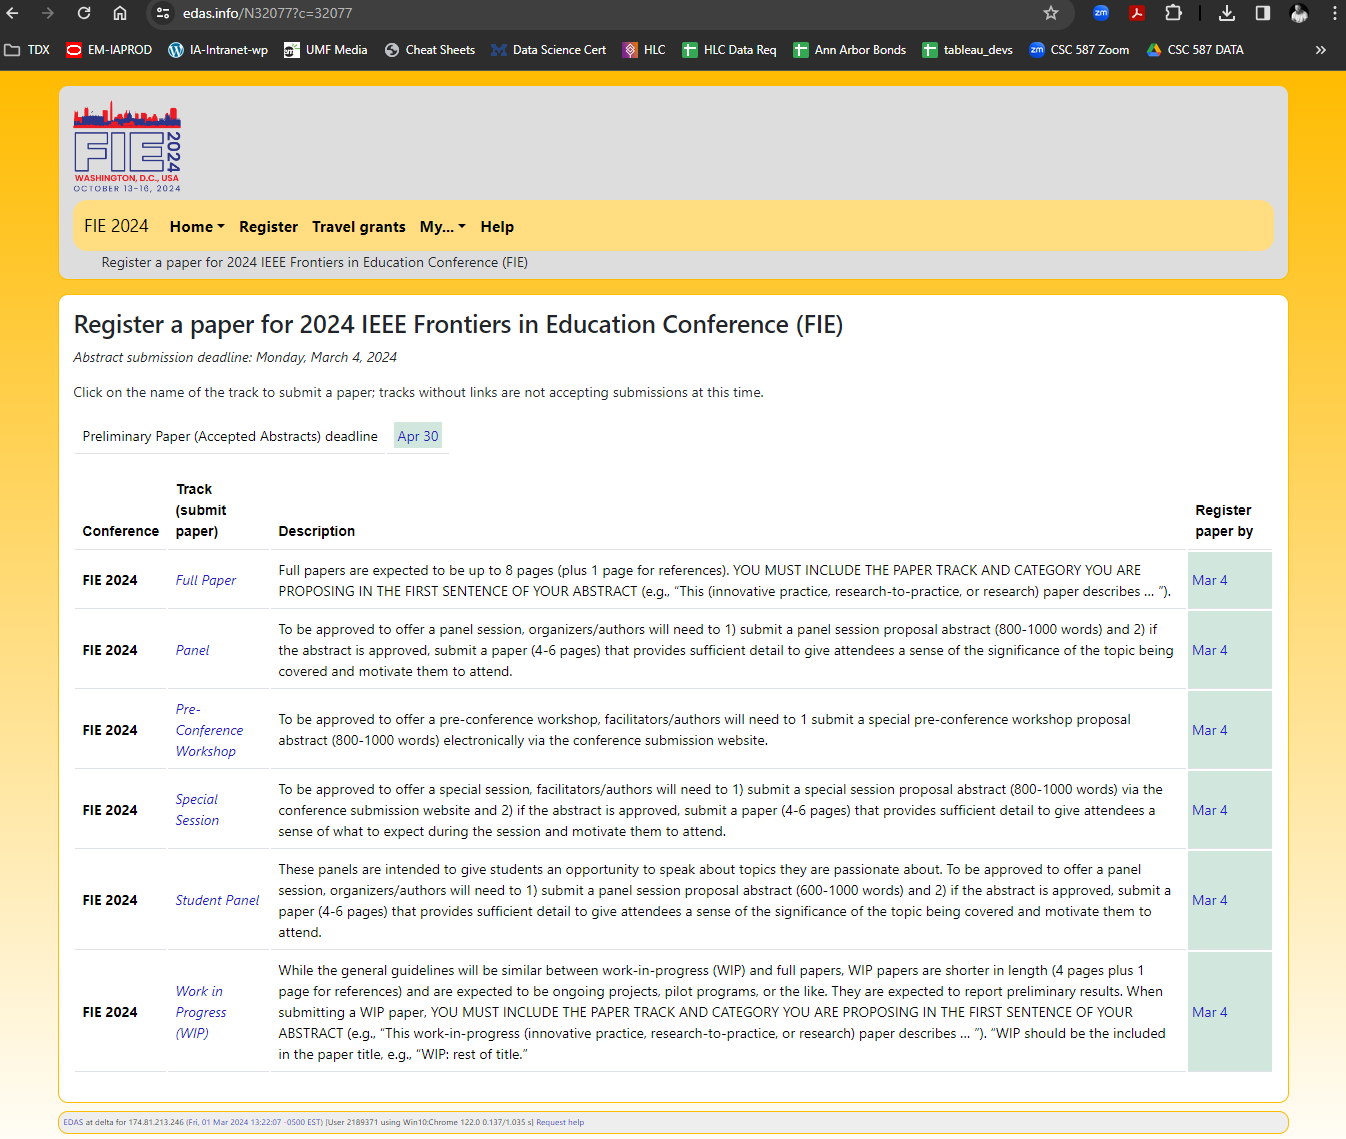 edas.info/N32077?c=32077
TDX EM-IAPROD IA-Intranet-wp UMF Media Cheat Sheets Data Science Cert HLC HLC Data Req Ann Arbor Bonds tableau_devs CSC 587 Zoom CSC 587 DATA »
FIE 2024
WASHINGTON, D.C., USA
OCTOBER 13-16, 2024
FIE 2024 Home Register Travel grants My... Help
Register a paper for 2024 IEEE Frontiers in Education Conference (FIE)
Register a paper for 2024 IEEE Frontiers in Education Conference (FIE)
Abstract submission deadline: Monday, March 4, 2024
Click on the name of the track to submit a paper; tracks without links are not accepting submissions at this time.
Preliminary Paper (Accepted Abstracts) deadline Apr 30
Conference
Track
(submit
paper)
Description
Register
paper by
FIE 2024
Full Paper
Full papers are expected to be up to 8 pages (plus 1 page for references). YOU MUST INCLUDE THE PAPER TRACK AND CATEGORY YOU ARE
PROPOSING IN THE FIRST SENTENCE OF YOUR ABSTRACT (e.g., “This (innovative practice, research-to-practice, or research) paper describes ... ”).
Mar 4
FIE 2024
Panel
To be approved to offer a panel session, organizers/authors will need to 1) submit a panel session proposal abstract (800-1000 words) and 2) if
the abstract is approved, submit a paper (4-6 pages) that provides sufficient detail to give attendees a sense of the significance of the topic being
covered and motivate them to attend.
Mar 4
FIE 2024
Pre-
Conference
Workshop
To be approved to offer a pre-conference workshop, facilitators/authors will need to 1 submit a special pre-conference workshop proposal
abstract (800-1000 words) electronically via the conference submission website.
Mar 4
FIE 2024
Special
Session
To be approved to offer a special session, facilitators/authors will need to 1) submit a special session proposal abstract (800-1000 words) via the
conference submission website and 2) if the abstract is approved, submit a paper (4-6 pages) that provides sufficient detail to give attendees a
sense of what to expect during the session and motivate them to attend.
Mar 4
FIE 2024
Student Panel
These panels are intended to give students an opportunity to speak about topics they are passionate about. To be approved to offer a panel
session, organizers/authors will need to 1) submit a panel session proposal abstract (600-1000 words) and 2) if the abstract is approved, submit a
paper (4-6 pages) that provides sufficient detail to give attendees a sense of the significance of the topic being covered and motivate them to
attend.
Mar 4
FIE 2024
Work in
Progress
(WIP)
While the general guidelines will be similar between work-in-progress (WIP) and full papers, WIP papers are shorter in length (4 pages plus 1
page for references) and are expected to be ongoing projects, pilot programs, or the like. They are expected to report preliminary results. When
submitting a WIP paper, YOU MUST INCLUDE THE PAPER TRACK AND CATEGORY YOU ARE PROPOSING IN THE FIRST SENTENCE OF YOUR
ABSTRACT (e.g., “This work-in-progress (innovative practice, research-to-practice, or research) paper describes ... ”). “WIP should be the included
in the paper title, e.g., “WIP: rest of title.”
Mar 4
EDAS at delta for 174.81.213.246 (Fri, 01 Mar 2024 13:22:07 -0500 EST) [User 2189371 using Win10:Chrome 122.0 0.137/1.035 s] Request help